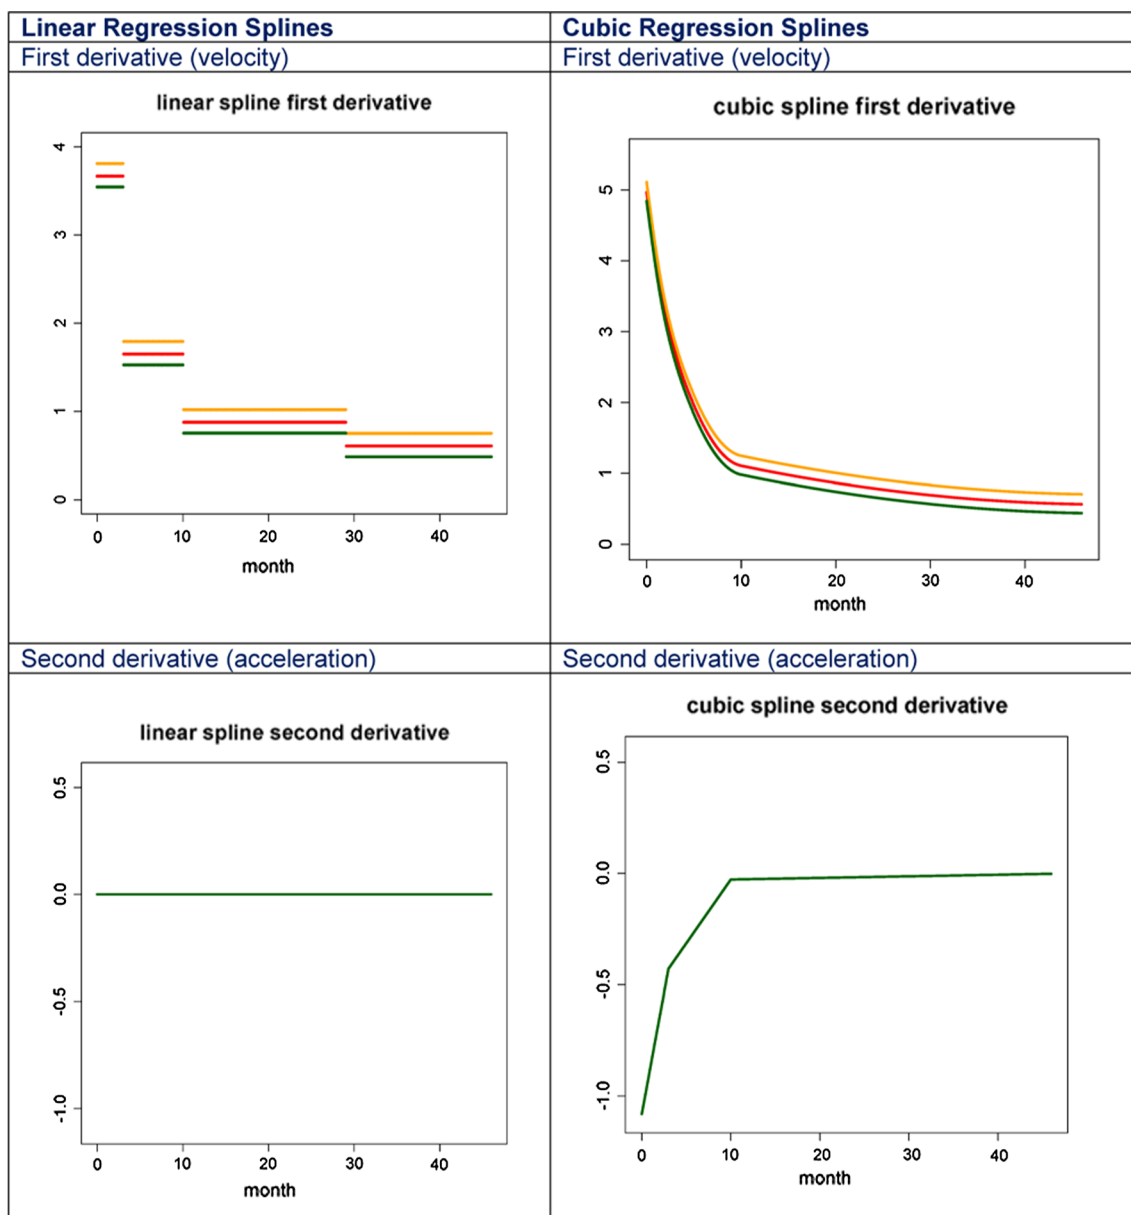 Linear Regression Splines
Cubic Regression Splines
First derivative (velocity)
First derivative (velocity)
linear spline first derivative
4
3
2
1
0
0 10 20 30 40
month
cubic spline first derivative
5
4
3
2
1
0
0 10 20 30 40
month
Second derivative (acceleration)
Second derivative (acceleration)
linear spline second derivative
0.5
0.0
-0.5
-1.0
0 10 20 30 40
month
cubic spline second derivative
0.5
0.0
-0.5
-1.0
0 10 20 30 40
month